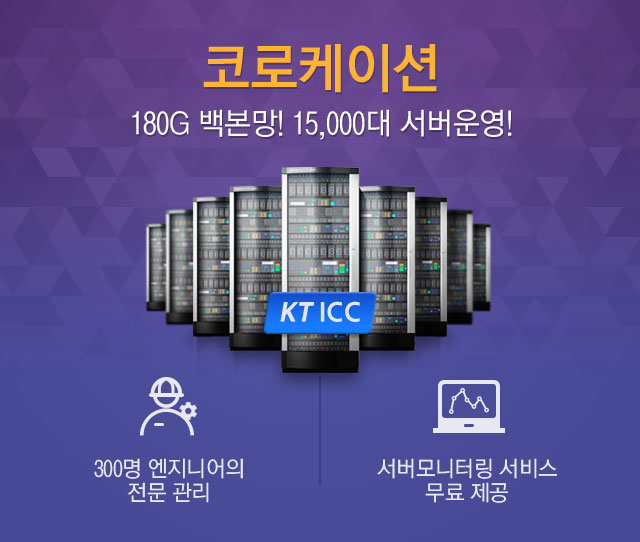 코로케이션
180G 백본망! 15,000대 서버운영!
KT ICC
300명 엔지니어의
전문 관리
서버모니터링 서비스
무료 제공